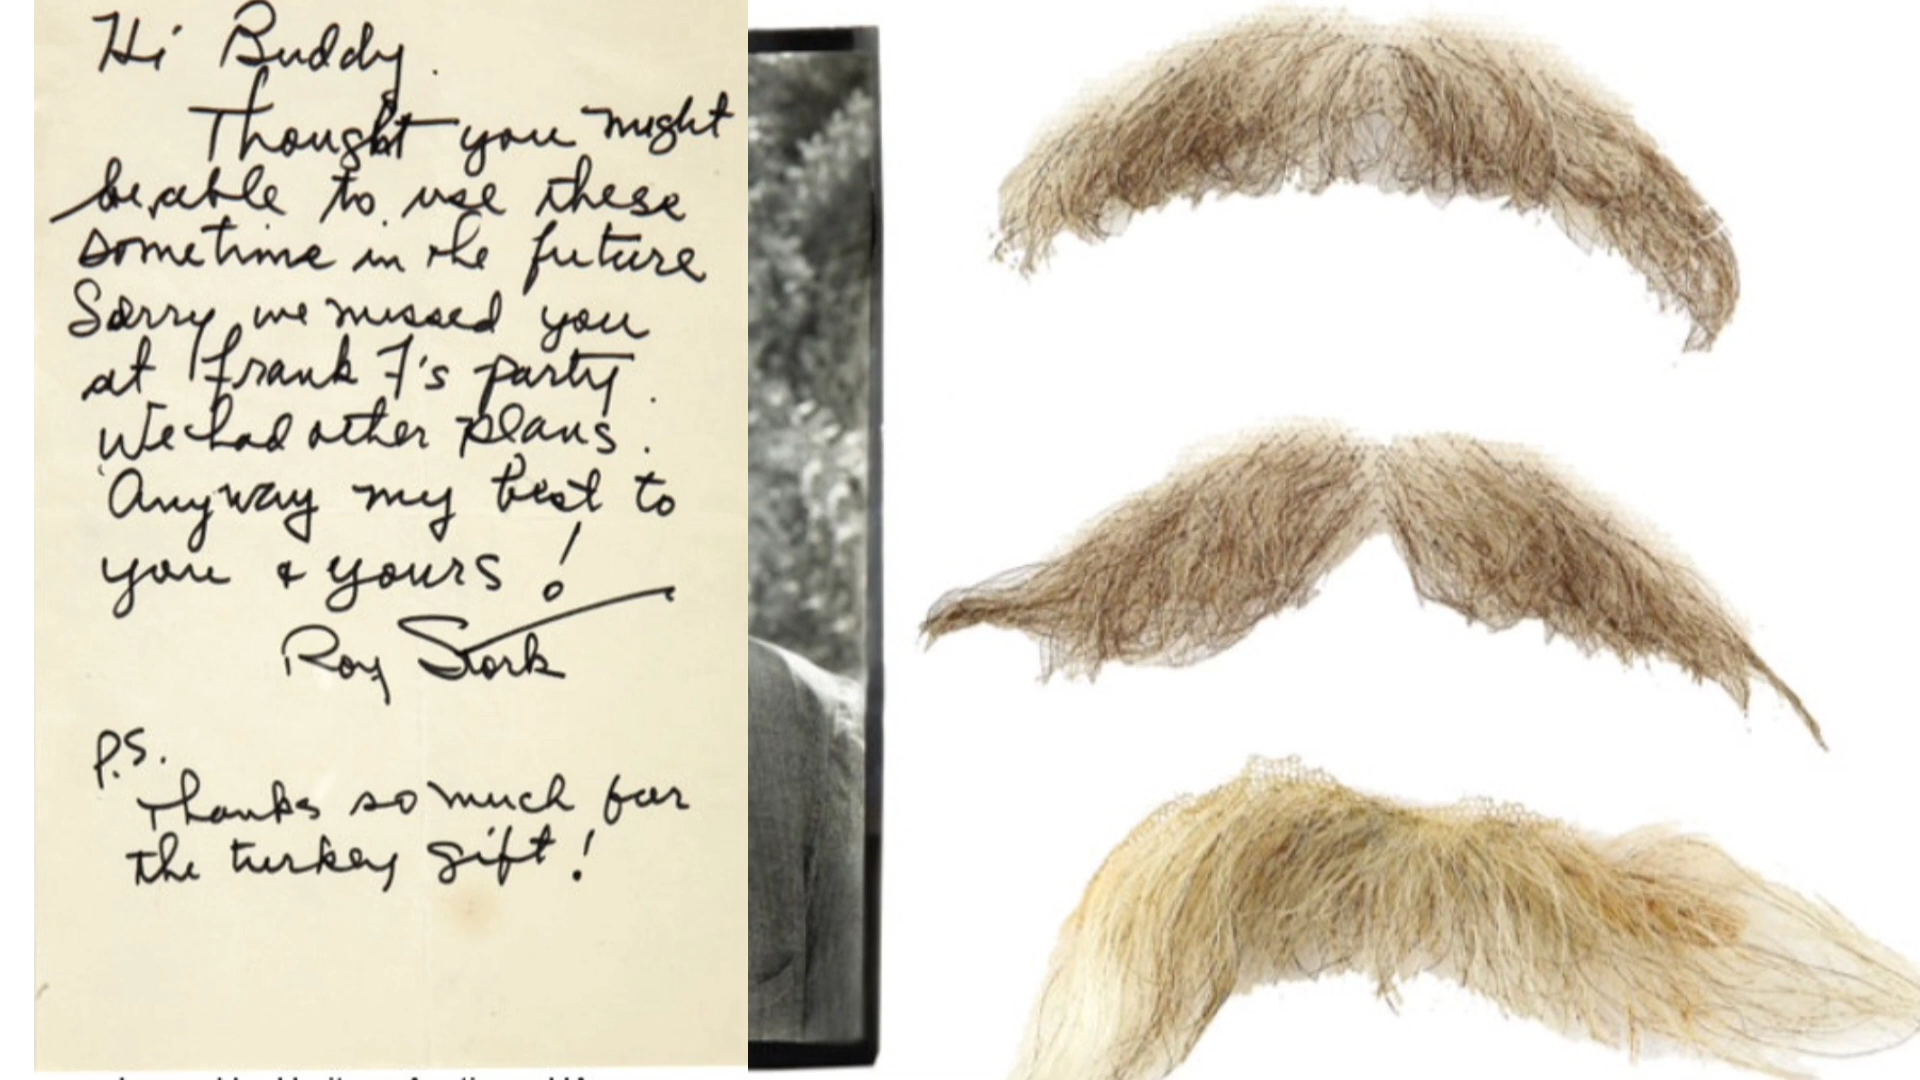 Hi Buddy.
Thought you might
be able to use these
sometime in the future
Sorry we missed you
at Frank F's party.
We had other plans.
Anyway my best to
you & yours!
Roy Stork
P.S.
Thanks so much for
the turkey gift!